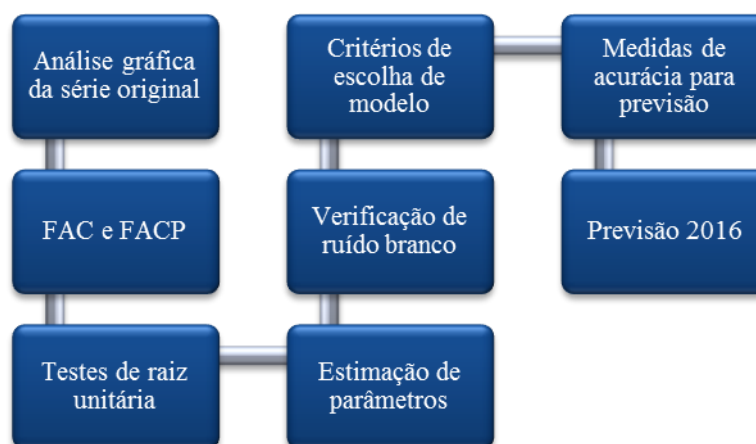 Análise gráfica
da série original
FAC e FACP
Testes de raiz
unitária
Estimação de
parâmetros
Verificação de
ruído branco
Critérios de
escolha de
modelo
Medidas de
acurácia para
previsão
Previsão 2016